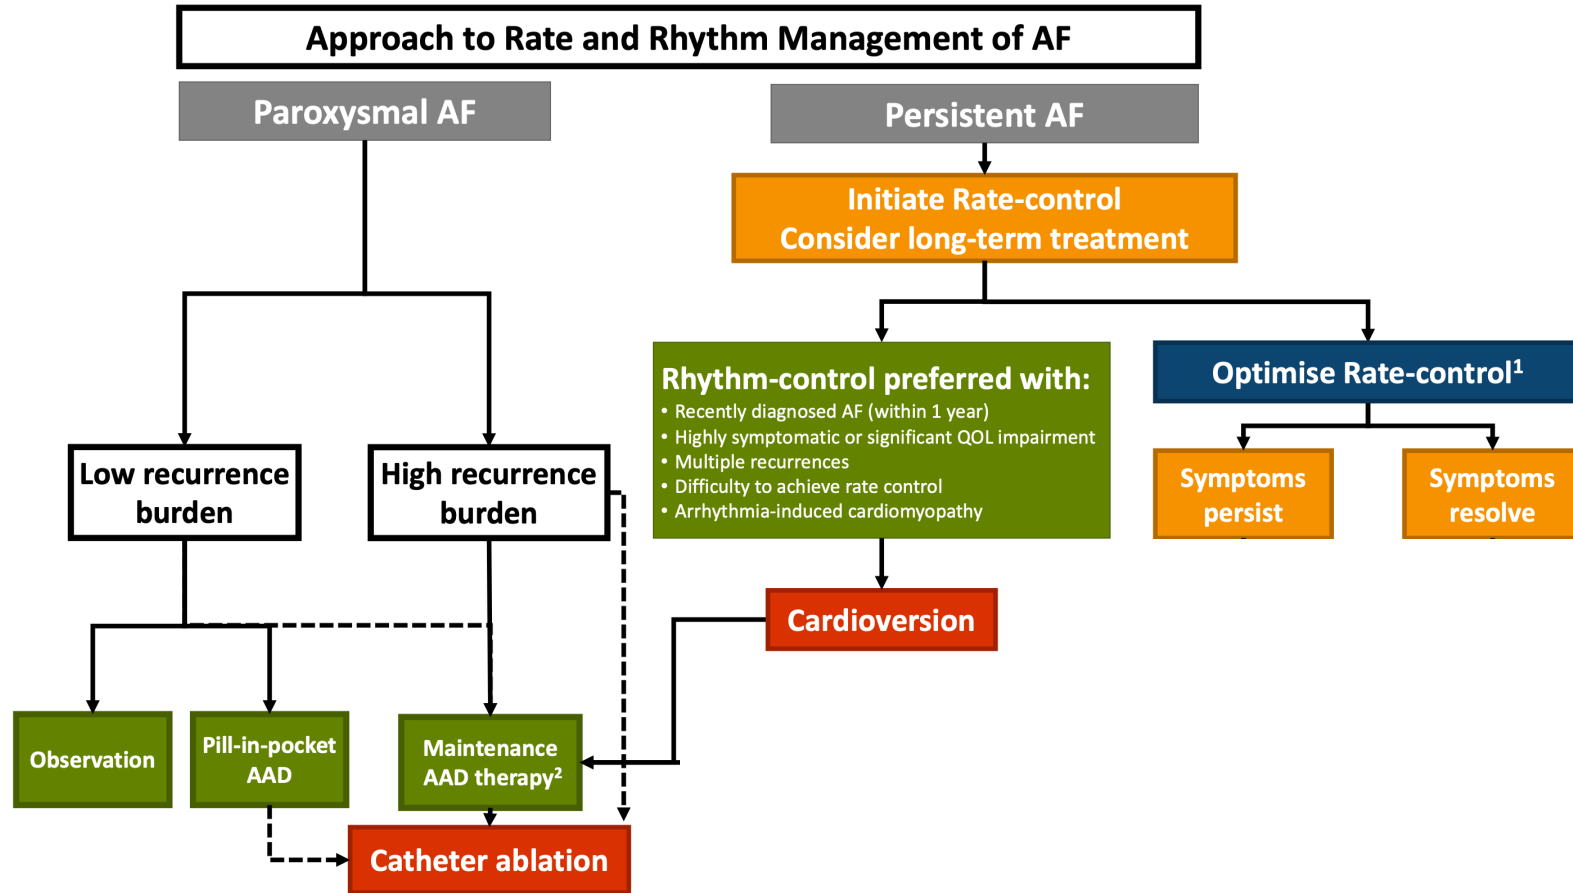 Approach to Rate and Rhythm Management of AF
Paroxysmal AF
Persistent AF
Initiate Rate-control
Consider long-term treatment
Rhythm-control preferred with:
• Recently diagnosed AF (within 1 year)
• Highly symptomatic or significant QOL impairment
• Multiple recurrences
• Difficulty to achieve rate control
• Arrhythmia-induced cardiomyopathy
Optimise Rate-control¹
Low recurrence
burden
High recurrence
burden
Symptoms
persist
Symptoms
resolve
Cardioversion
Observation
Pill-in-pocket
AAD
Maintenance
AAD therapy²
Catheter ablation